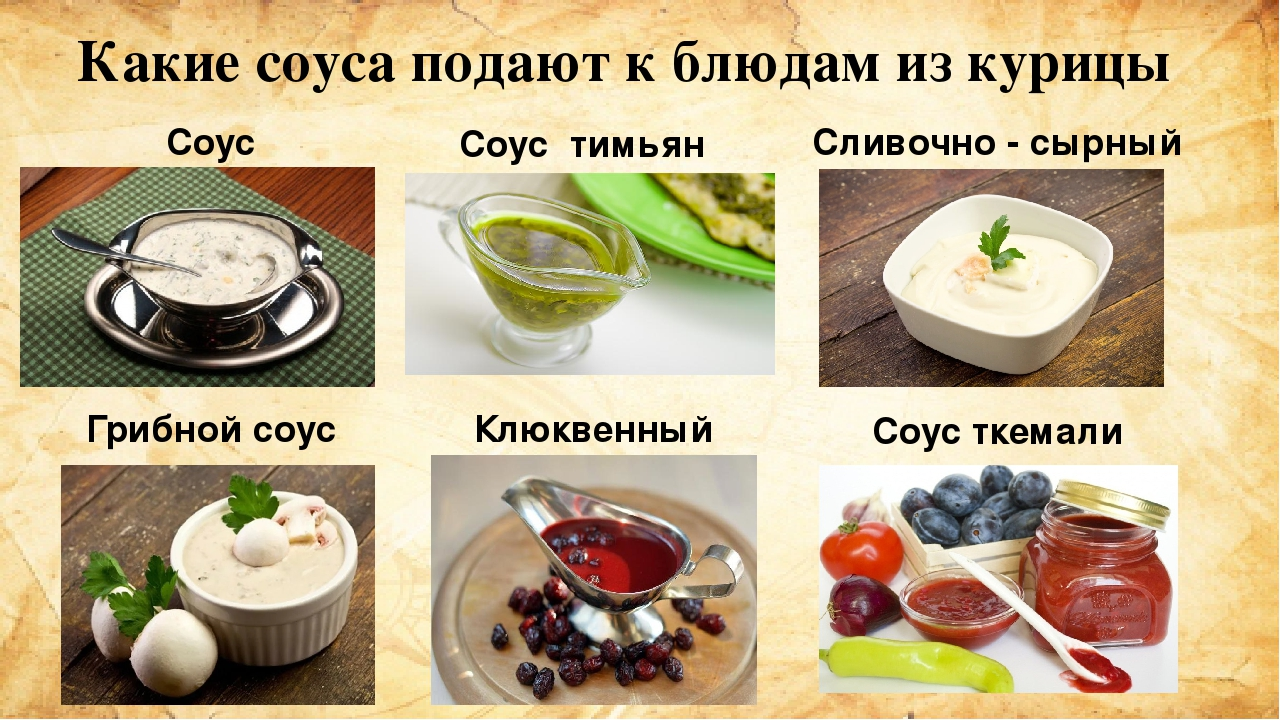 Какие соуса подают к блюдам из курицы
Соус
Соус тимьян
Сливочно - сырный
Грибной соус
Клюквенный
Соус ткемали